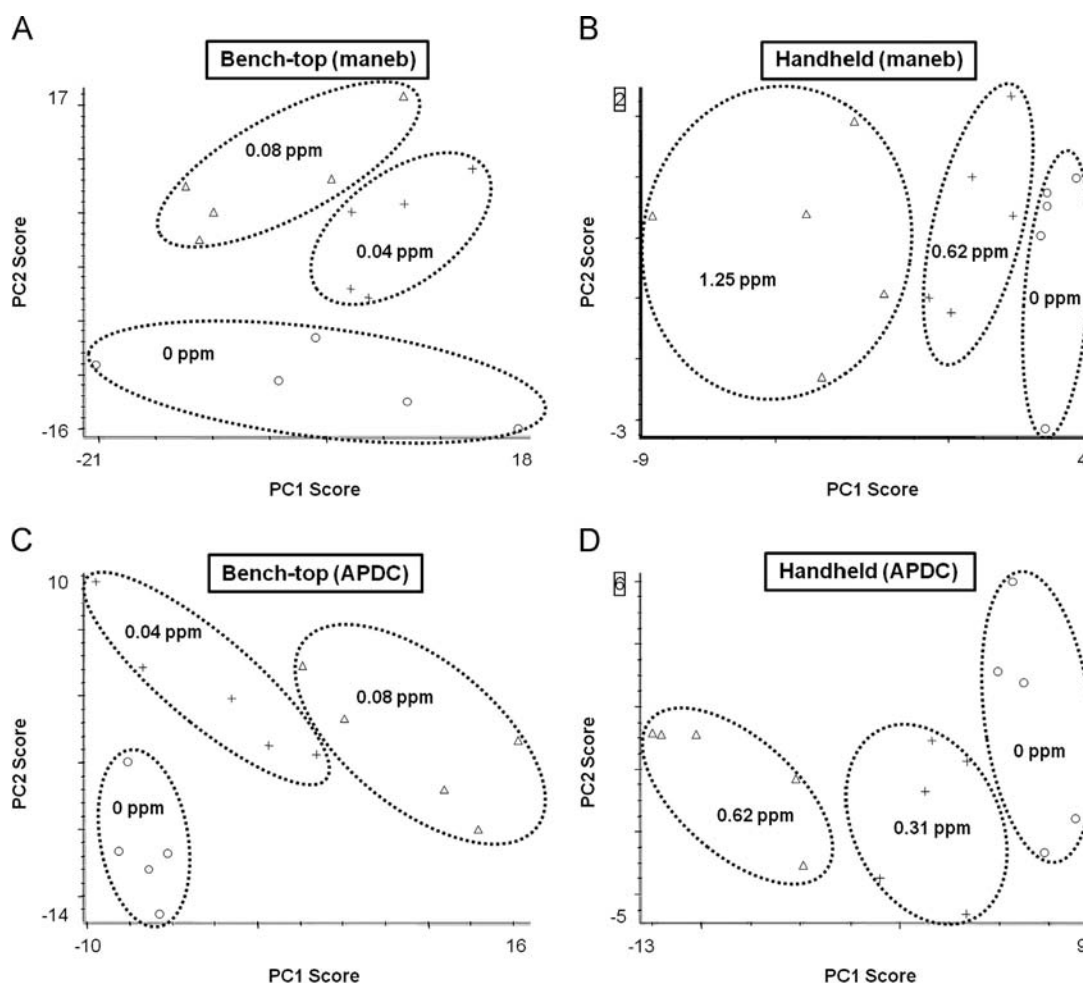 A
Bench-top (maneb)
17
0.08 ppm
0.04 ppm
0 ppm
PC2 Score
-16
-21
18
PC1 Score
B
Handheld (maneb)
2
1.25 ppm
0.62 ppm
0 ppm
PC2 Score
-3
-9
4
PC1 Score
C
Bench-top (APDC)
10
0.04 ppm
0.08 ppm
0 ppm
PC2 Score
-14
-10
16
PC1 Score
D
Handheld (APDC)
6
0 ppm
0.62 ppm
0.31 ppm
PC2 Score
-5
-13
9
PC1 Score